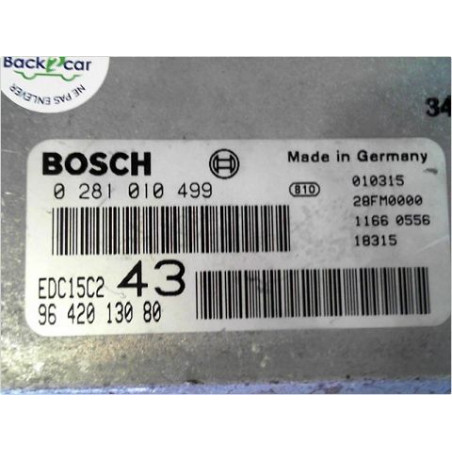 Back2car
NE PAS ENLEVER
34
BOSCH
Made in Germany
0 281 010 499
810
010315
28FM0000
1166 0556
18315
EDC15C2 43
96 420 130 80